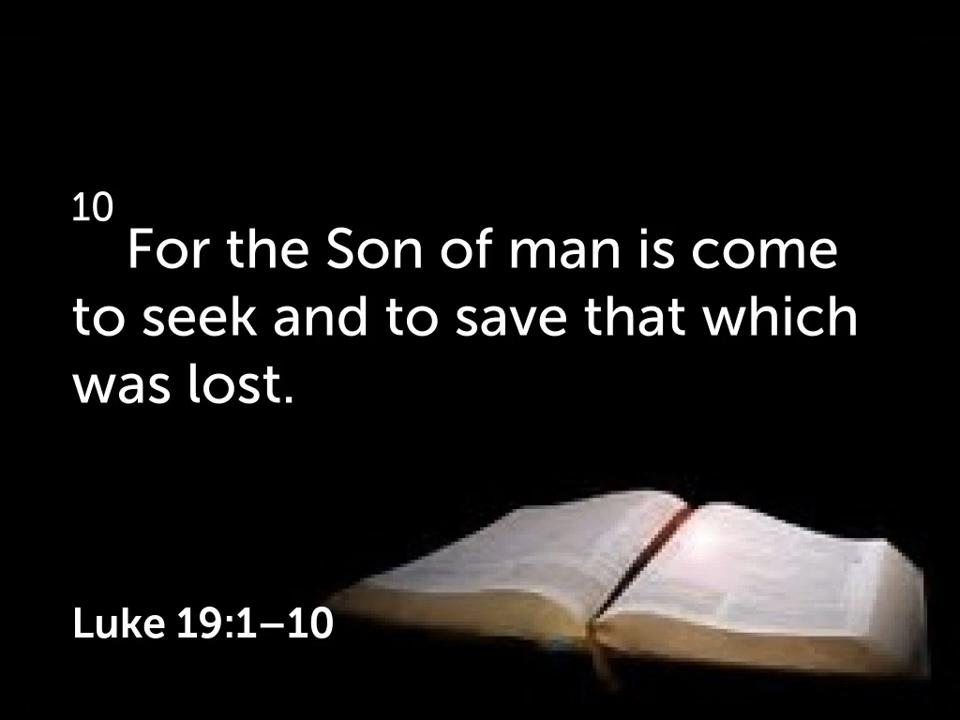 10
For the Son of man is come
to seek and to save that which
was lost.
Luke 19:1–10